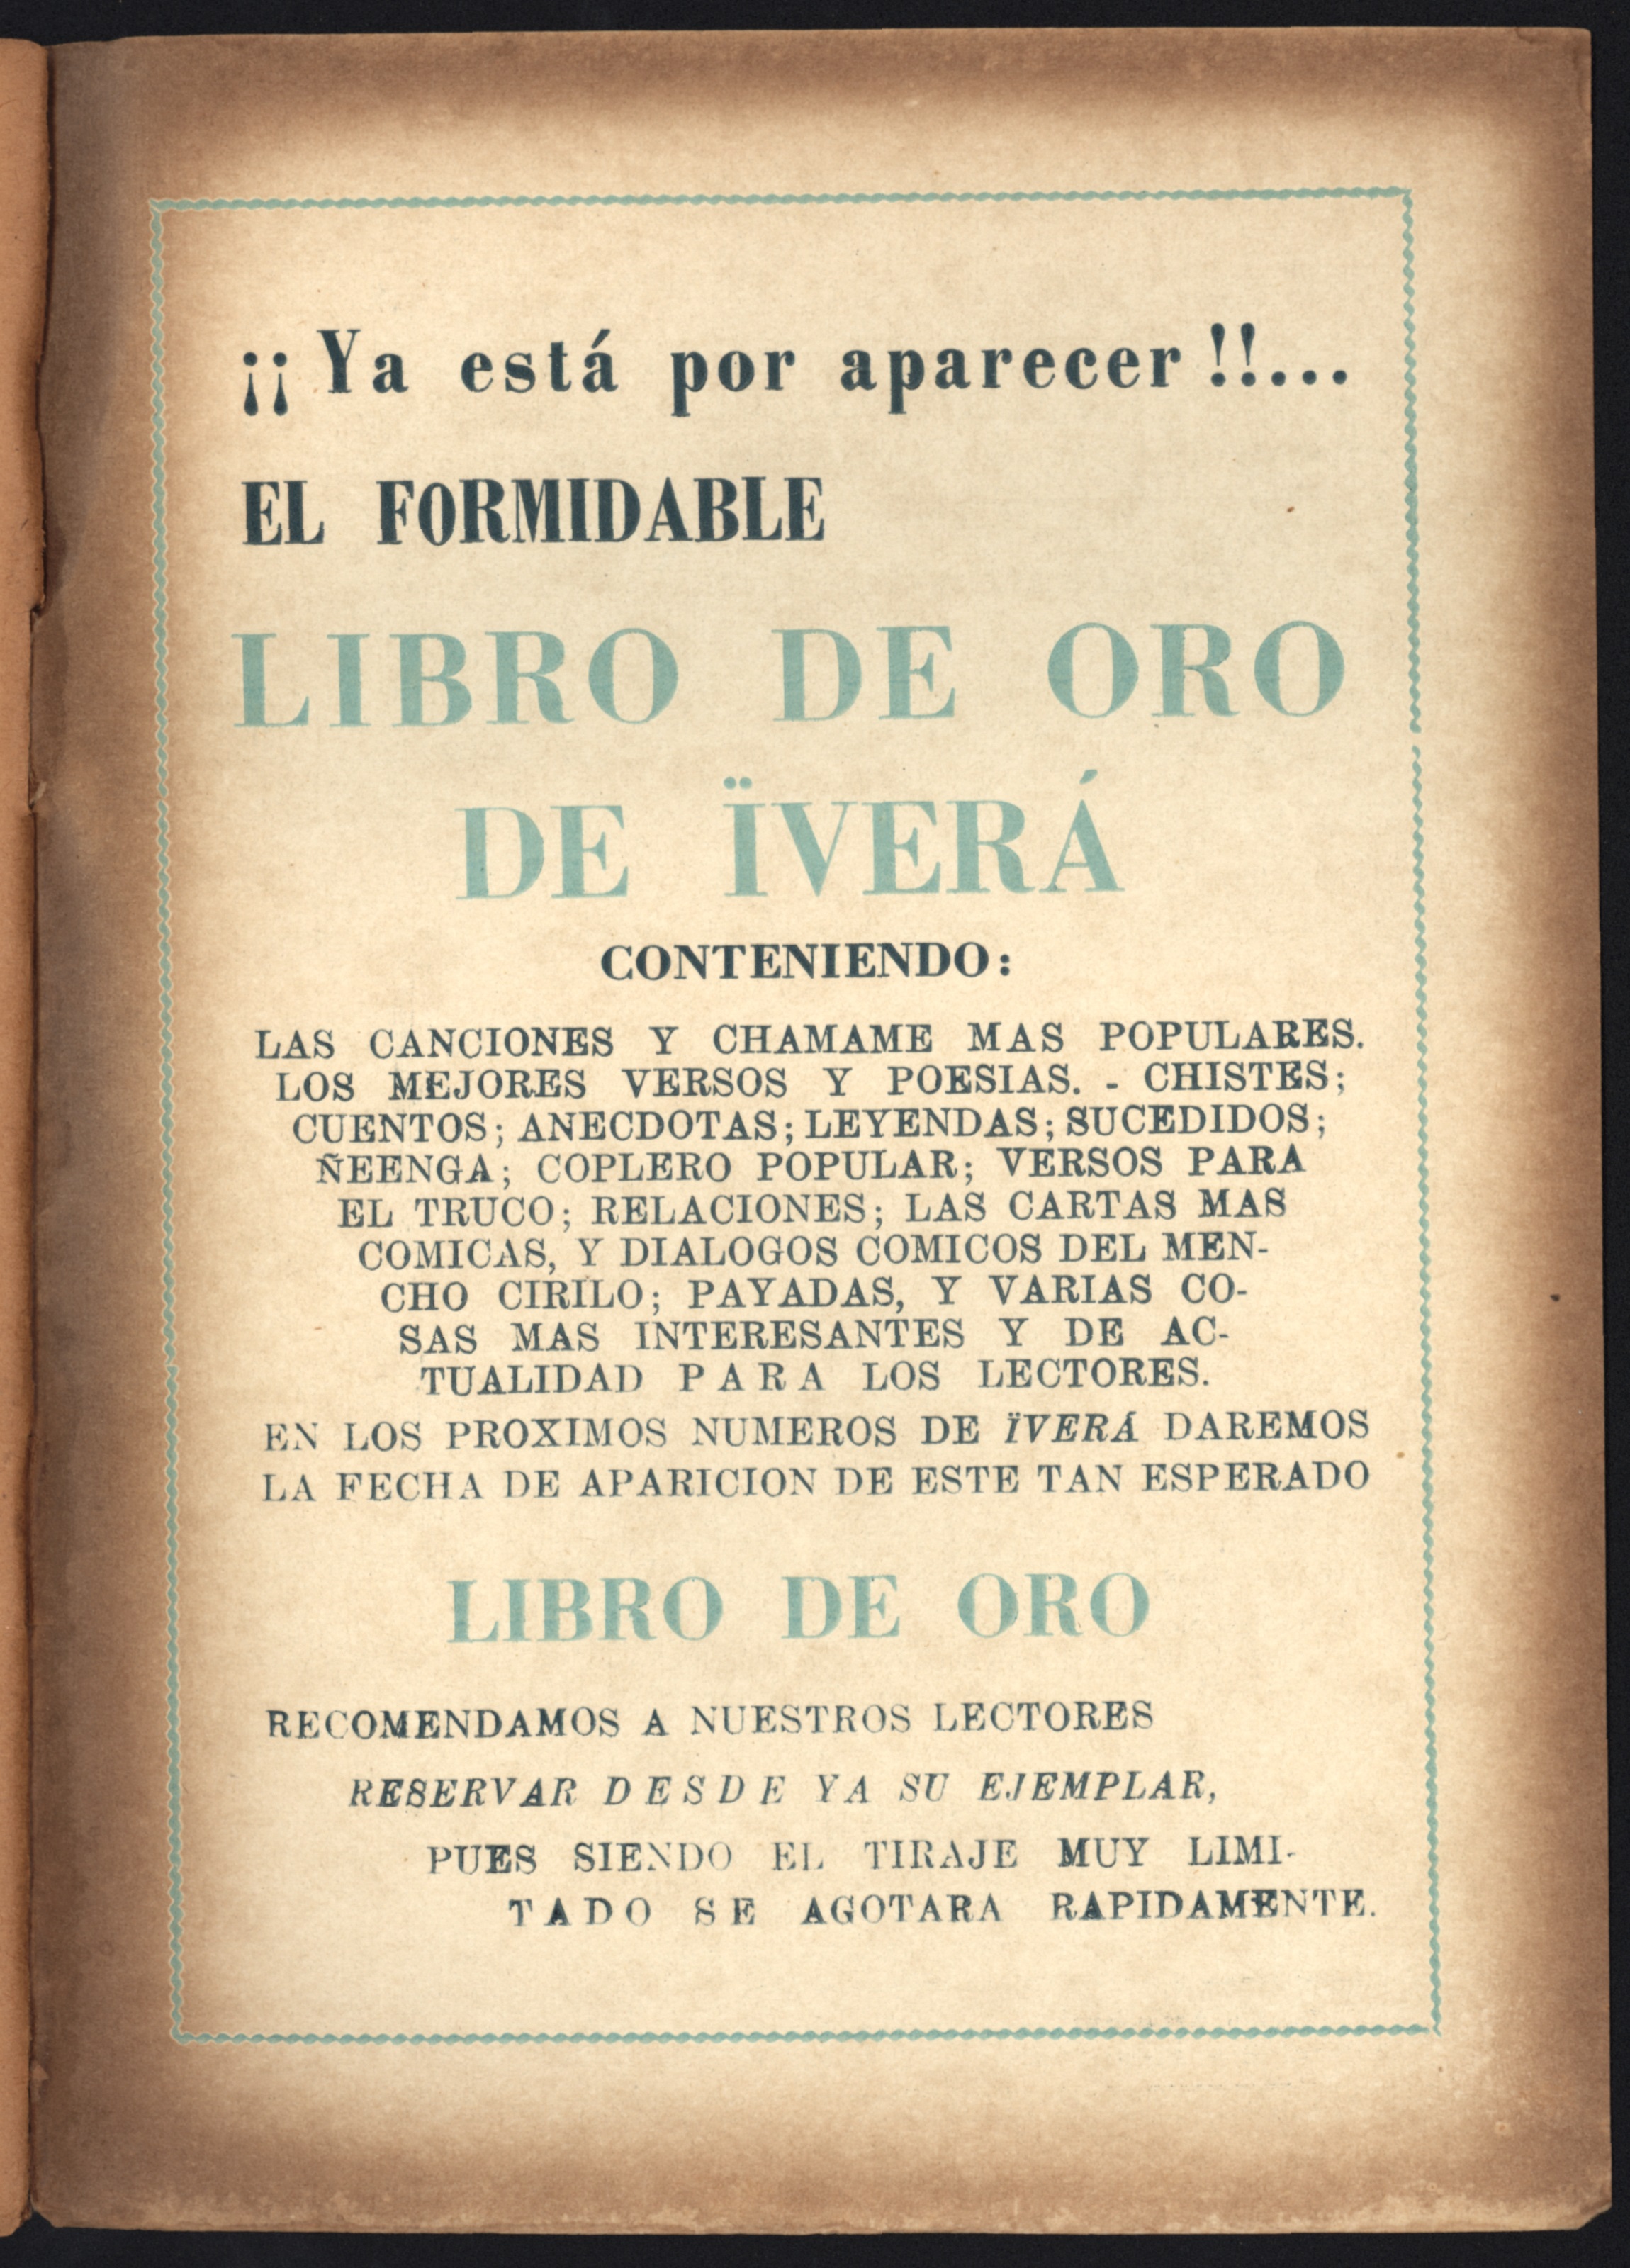 ¡¡Ya está por aparecer!!...
EL FORMIDABLE
LIBRO DE ORO
DE ÏVERÁ
CONTENIENDO:
LAS CANCIONES Y CHAMAME MAS POPULARES.
LOS MEJORES VERSOS Y POESIAS. - CHISTES;
CUENTOS; ANECDOTAS; LEYENDAS; SUCEDIDOS;
ÑEENGA; COPLERO POPULAR; VERSOS PARA
EL TRUCO; RELACIONES; LAS CARTAS MAS
COMICAS, Y DIALOGOS COMICOS DEL MEN-
CHO CIRILO; PAYADAS, Y VARIAS CO-
SAS MAS INTERESANTES Y DE AC-
TUALIDAD PARA LOS LECTORES.
EN LOS PROXIMOS NUMEROS DE ÏVERÁ DAREMOS
LA FECHA DE APARICION DE ESTE TAN ESPERADO
LIBRO DE ORO
RECOMENDAMOS A NUESTROS LECTORES
RESERVAR DESDE YA SU EJEMPLAR,
PUES SIENDO EL TIRAJE MUY LIMI-
TADO SE AGOTARA RAPIDAMENTE.